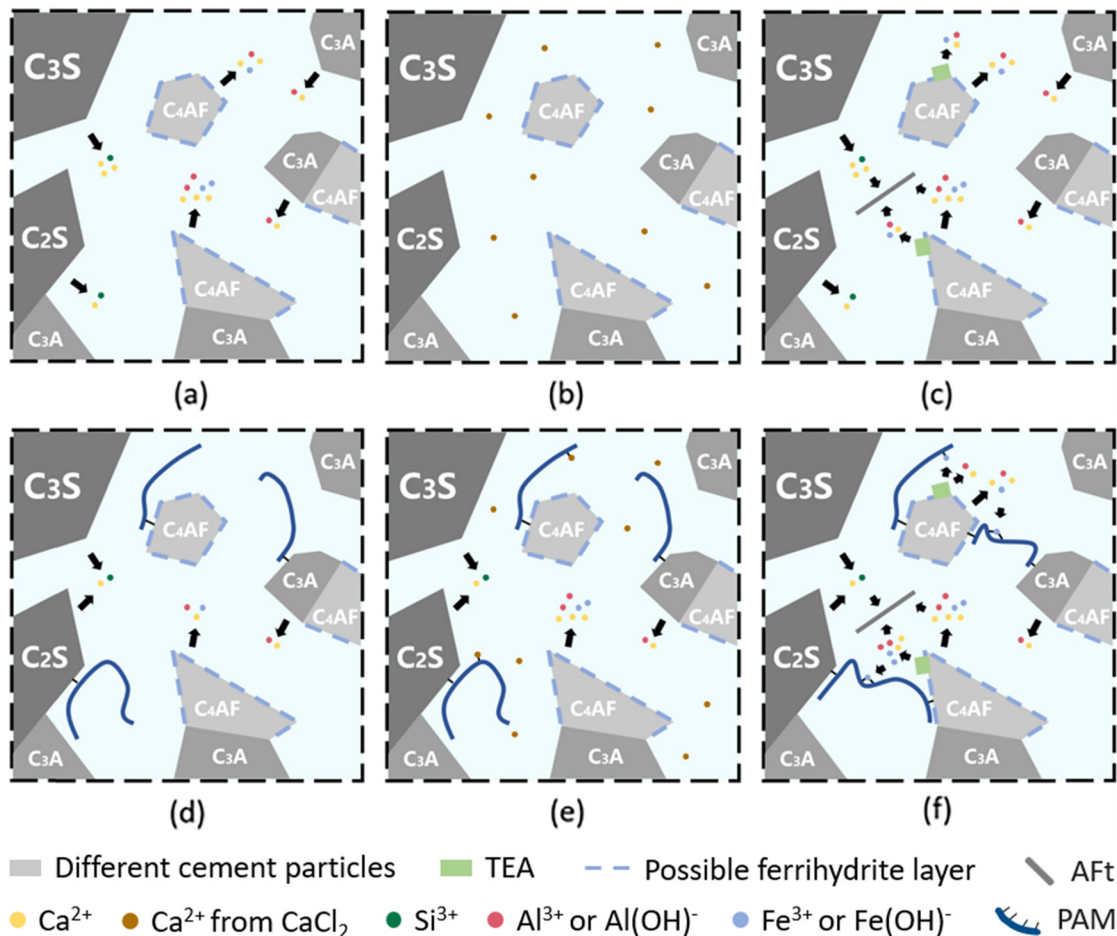 C₃S C₄AF C₃A C₃A C₄AF C₂S C₄AF C₃A C₃A
(a)
C₃S C₄AF C₃A C₃A C₄AF C₂S C₄AF C₃A C₃A
(b)
C₃S C₄AF C₃A C₃A C₄AF C₂S C₄AF C₃A C₃A
(c)
C₃S C₄AF C₃A C₃A C₄AF C₂S C₄AF C₃A C₃A
(d)
C₃S C₄AF C₃A C₃A C₄AF C₂S C₄AF C₃A C₃A
(e)
C₃S C₄AF C₃A C₃A C₄AF C₂S C₄AF C₃A C₃A
(f)
Different cement particles TEA Possible ferrihydrite layer AFt
Ca²⁺ Ca²⁺ from CaCl₂ Si³⁺ Al³⁺ or Al(OH)⁻ Fe³⁺ or Fe(OH)⁻ PAM